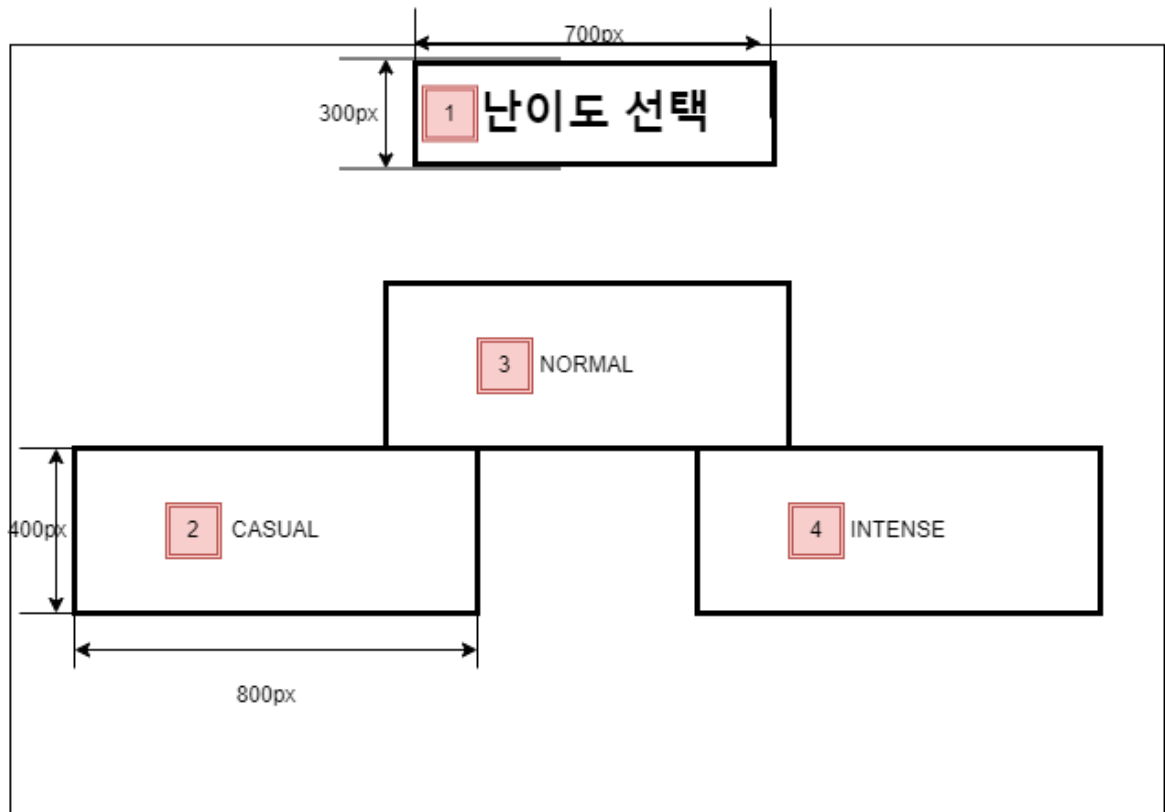 700px
300px
1 난이도 선택
3 NORMAL
400px
2 CASUAL
4 INTENSE
800px